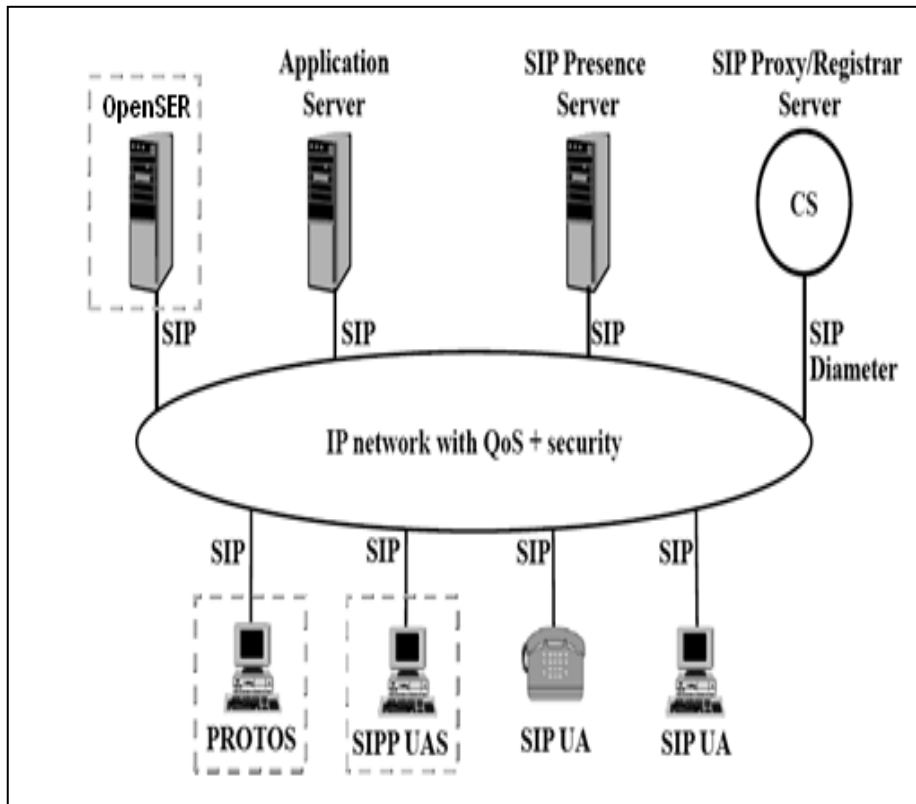 OpenSER
Application
Server
SIP Presence
Server
SIP Proxy/Registrar
Server
CS
SIP
SIP
SIP
SIP
Diameter
IP network with QoS + security
SIP
SIP
SIP
SIP
PROTOS
SIPP UAS
SIP UA
SIP UA